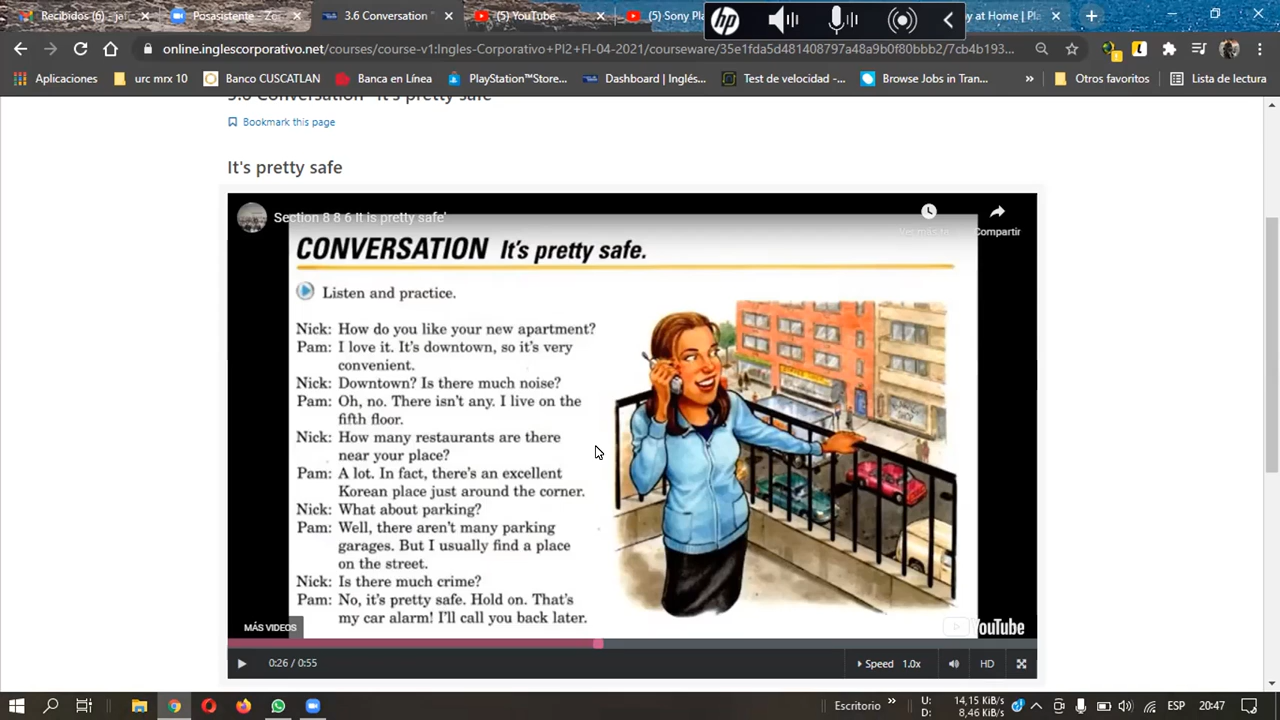 Recibidos (6) - jal
Posasistente - Zo
3.6 Conversation "
(5) YouTube
(5) Sony Pla
y at Home | Pla
online.inglescorporativo.net/courses/course-v1:Ingles-Corporativo+PI2+FI-04-2021/courseware/35e1fda5d481408797a48a9b0f80bbb2/7cb4b193...
Aplicaciones
urc mrx 10
Banco CUSCATLAN
Banca en Línea
PlayStation™Store...
Dashboard | Inglés...
Test de velocidad -...
Browse Jobs in Tran...
»
Otros favoritos
Lista de lectura
3.6 Conversation "It's pretty safe"
Bookmark this page
It's pretty safe
Section 8 8 6 It is pretty safe'
Ver más ta...
Compartir
CONVERSATION It's pretty safe.
Listen and practice.
Nick: How do you like your new apartment?
Pam: I love it. It's downtown, so it's very
convenient.
Nick: Downtown? Is there much noise?
Pam: Oh, no. There isn't any. I live on the
fifth floor.
Nick: How many restaurants are there
near your place?
Pam: A lot. In fact, there's an excellent
Korean place just around the corner.
Nick: What about parking?
Pam: Well, there aren't many parking
garages. But I usually find a place
on the street.
Nick: Is there much crime?
Pam: No, it's pretty safe. Hold on. That's
my car alarm! I'll call you back later.
MÁS VIDEOS
YouTube
0:26 / 0:55
Speed 1.0x
HD
Escritorio
»
U: 14,15 KiB/s
D: 8,46 KiB/s
ESP
20:47